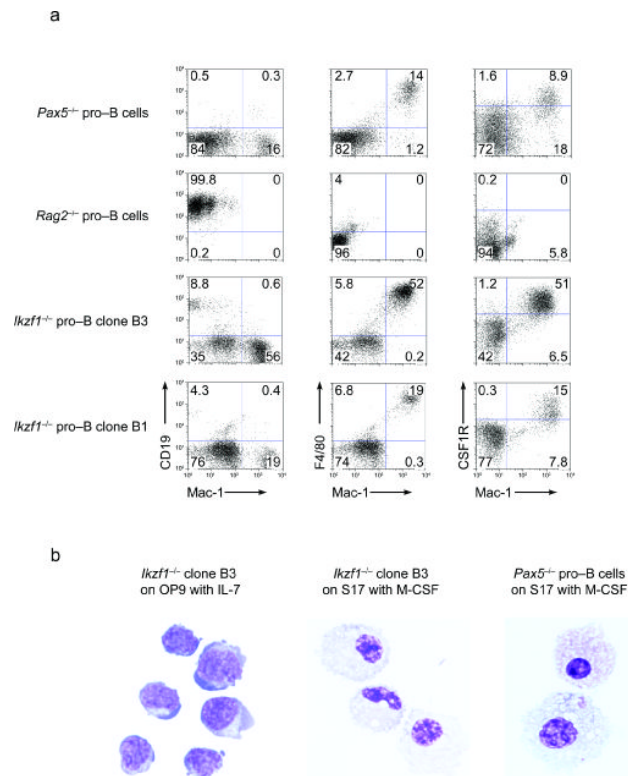 a
Pax5-/- pro–B cells
0.5 0.3
84 16
2.7 14
82 1.2
1.6 8.9
72 18
Rag2-/- pro–B cells
99.8 0
0.2 0
4 0
96 0
0.2 0
94 5.8
Ikzf1-/- pro–B clone B3
8.8 0.6
35 56
5.8 52
42 0.2
1.2 51
42 6.5
Ikzf1-/- pro–B clone B1
4.3 0.4
76 19
6.8 19
74 0.3
0.3 15
77 7.8
CD19
F4/80
CSF1R
Mac-1 Mac-1 Mac-1
b
Ikzf1-/- clone B3
on OP9 with IL-7
Ikzf1-/- clone B3
on S17 with M-CSF
Pax5-/- pro–B cells
on S17 with M-CSF